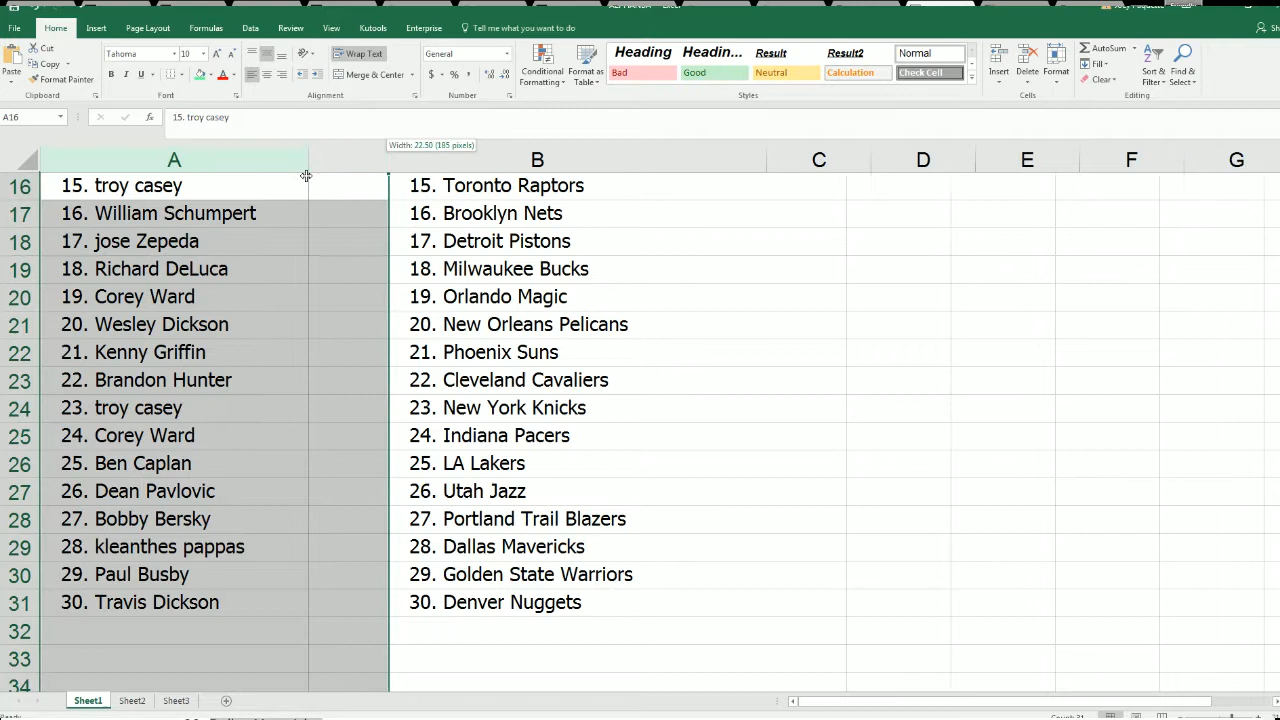 File Home Insert Page Layout Formulas Data Review View Kutools Enterprise Tell me what you want to do
Cut
Copy
Format Painter
Paste
Clipboard
Tahoma 10
B I U
Font
Wrap Text
Merge & Center
Alignment
General
$ % ,
Number
Conditional Formatting
Format as Table
Heading Headin... Result Result2 Normal
Bad Good Neutral Calculation Check Cell
Styles
Insert Delete Format
Cells
AutoSum
Fill
Clear
Sort & Filter
Find & Select
Editing
A16 fx 15. troy casey
Width: 22.50 (185 pixels)
A B C D E F G
16 15. troy casey 15. Toronto Raptors
17 16. William Schumpert 16. Brooklyn Nets
18 17. jose Zepeda 17. Detroit Pistons
19 18. Richard DeLuca 18. Milwaukee Bucks
20 19. Corey Ward 19. Orlando Magic
21 20. Wesley Dickson 20. New Orleans Pelicans
22 21. Kenny Griffin 21. Phoenix Suns
23 22. Brandon Hunter 22. Cleveland Cavaliers
24 23. troy casey 23. New York Knicks
25 24. Corey Ward 24. Indiana Pacers
26 25. Ben Caplan 25. LA Lakers
27 26. Dean Pavlovic 26. Utah Jazz
28 27. Bobby Bersky 27. Portland Trail Blazers
29 28. kleanthes pappas 28. Dallas Mavericks
30 29. Paul Busby 29. Golden State Warriors
31 30. Travis Dickson 30. Denver Nuggets
32
33
34
Sheet1 Sheet2 Sheet3